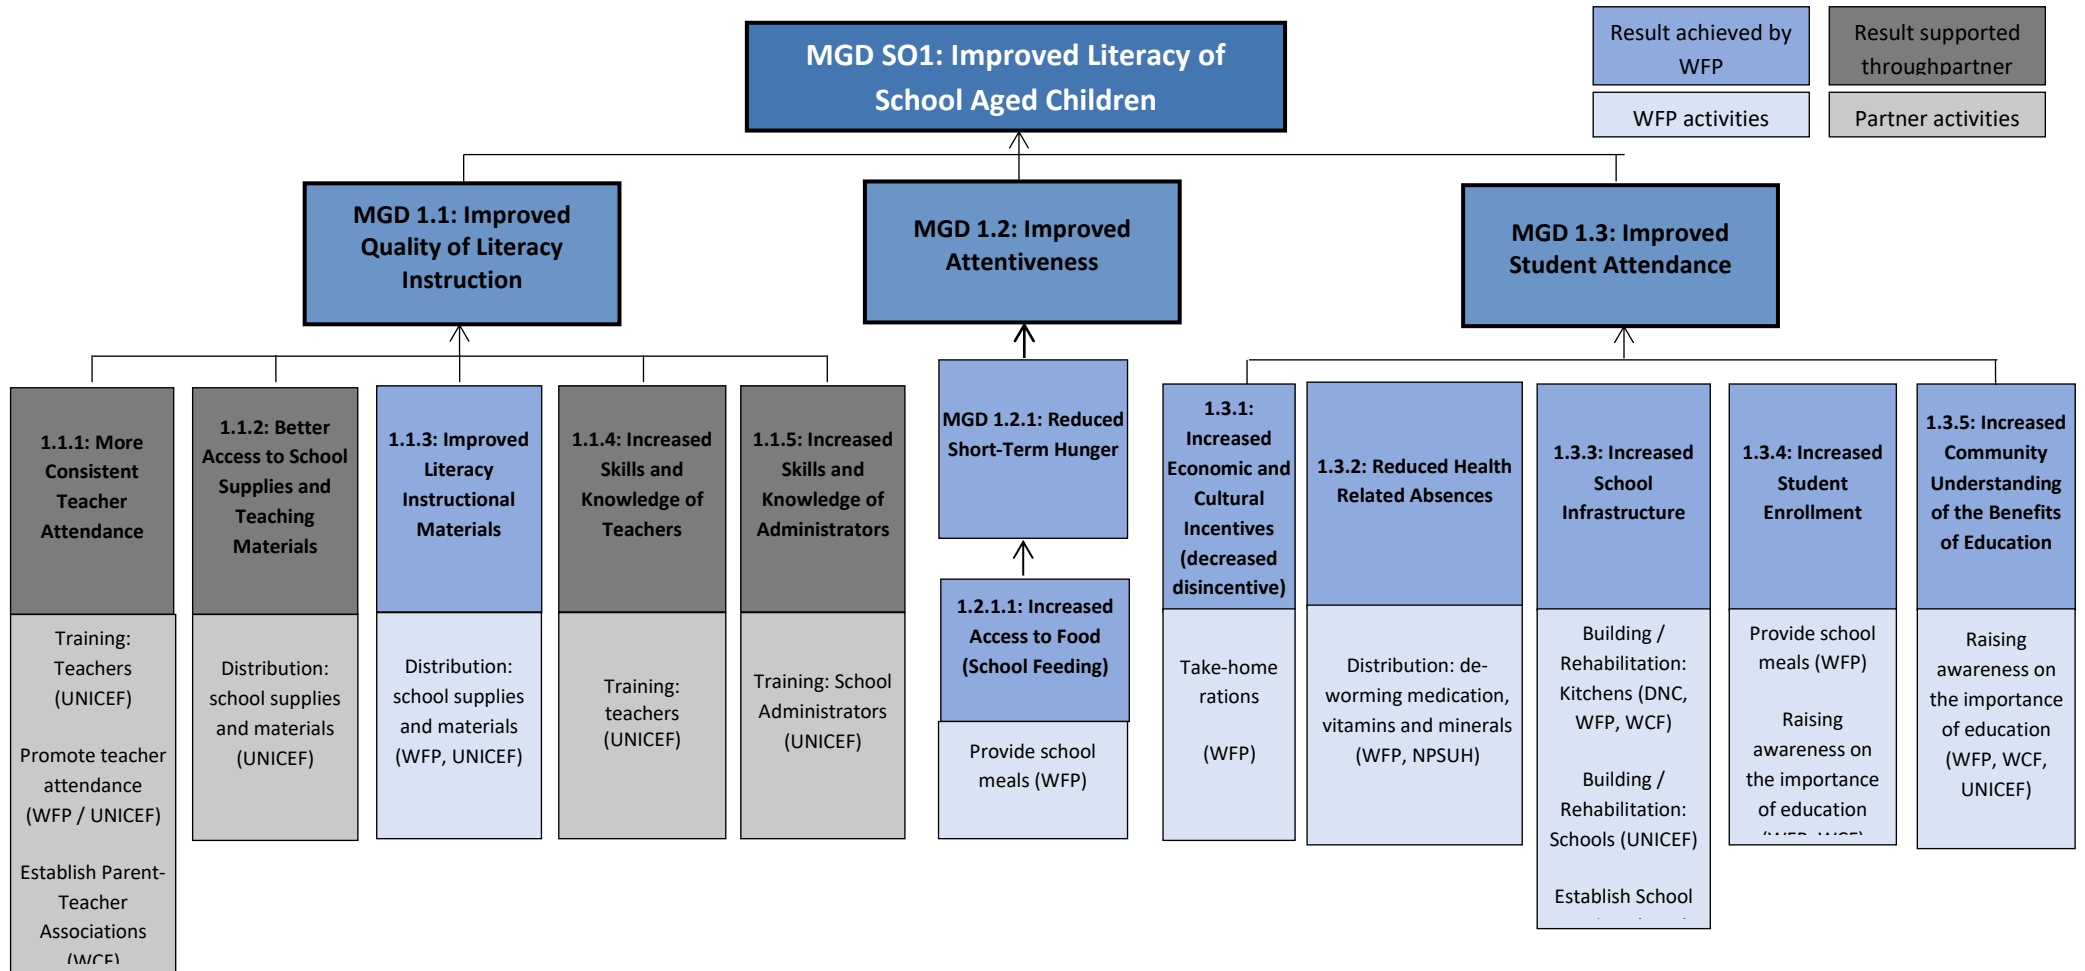 MGD SO1: Improved Literacy of
School Aged Children
Result achieved by
WFP
Result supported
throughpartner
WFP activities
Partner activities
MGD 1.1: Improved
Quality of Literacy
Instruction
MGD 1.2: Improved
Attentiveness
MGD 1.3: Improved
Student Attendance
1.1.1: More
Consistent
Teacher
Attendance
1.1.2: Better
Access to School
Supplies and
Teaching
Materials
1.1.3: Improved
Literacy
Instructional
Materials
1.1.4: Increased
Skills and
Knowledge of
Teachers
1.1.5: Increased
Skills and
Knowledge of
Administrators
MGD 1.2.1: Reduced
Short-Term Hunger
1.2.1.1: Increased
Access to Food
(School Feeding)
1.3.1:
Increased
Economic and
Cultural
Incentives
(decreased
disincentive)
1.3.2: Reduced Health
Related Absences
1.3.3: Increased
School
Infrastructure
1.3.4: Increased
Student
Enrollment
1.3.5: Increased
Community
Understanding
of the Benefits
of Education
Training:
Teachers
(UNICEF)
Promote teacher
attendance
(WFP / UNICEF)
Establish Parent-
Teacher
Associations
(WCF)
Distribution:
school supplies
and materials
(UNICEF)
Distribution:
school supplies
and materials
(WFP, UNICEF)
Training:
teachers
(UNICEF)
Training: School
Administrators
(UNICEF)
Provide school
meals (WFP)
Take-home
rations
(WFP)
Distribution: de-
worming medication,
vitamins and minerals
(WFP, NPSUH)
Building /
Rehabilitation:
Kitchens (DNC,
WFP, WCF)
Building /
Rehabilitation:
Schools (UNICEF)
Establish School
Provide school
meals (WFP)
Raising
awareness on
the importance
of education
(WFP, WCF)
Raising
awareness on
the importance
of education
(WFP, WCF,
UNICEF)